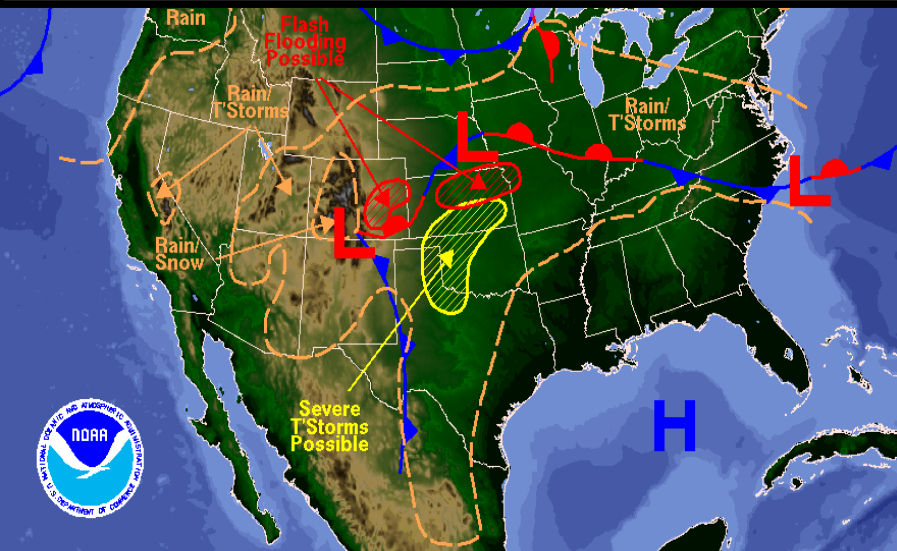 Rain
Flash
Flooding
Possible
Rain/
T'Storms
Rain/
T'Storms
L
L
L
Rain/
Snow
Severe
T'Storms
Possible
H
NOAA
NATIONAL OCEANIC AND ATMOSPHERIC ADMINISTRATION
U.S. DEPARTMENT OF COMMERCE